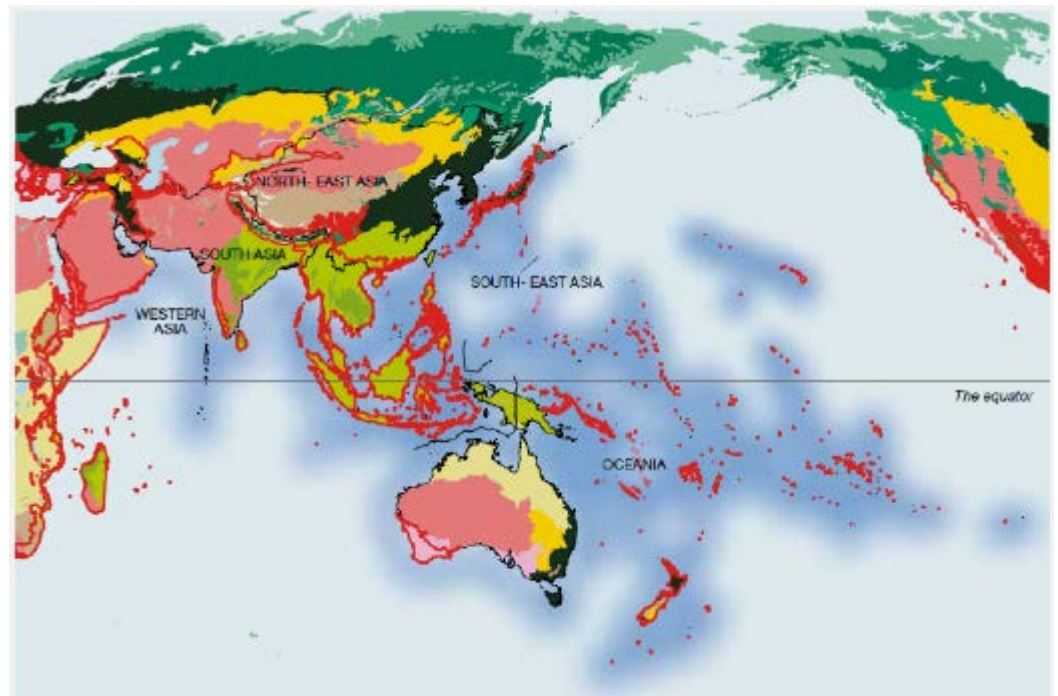 NORTH- EAST ASIA
SOUTH ASIA
SOUTH- EAST ASIA
WESTERN
ASIA
The equator
OCEANIA